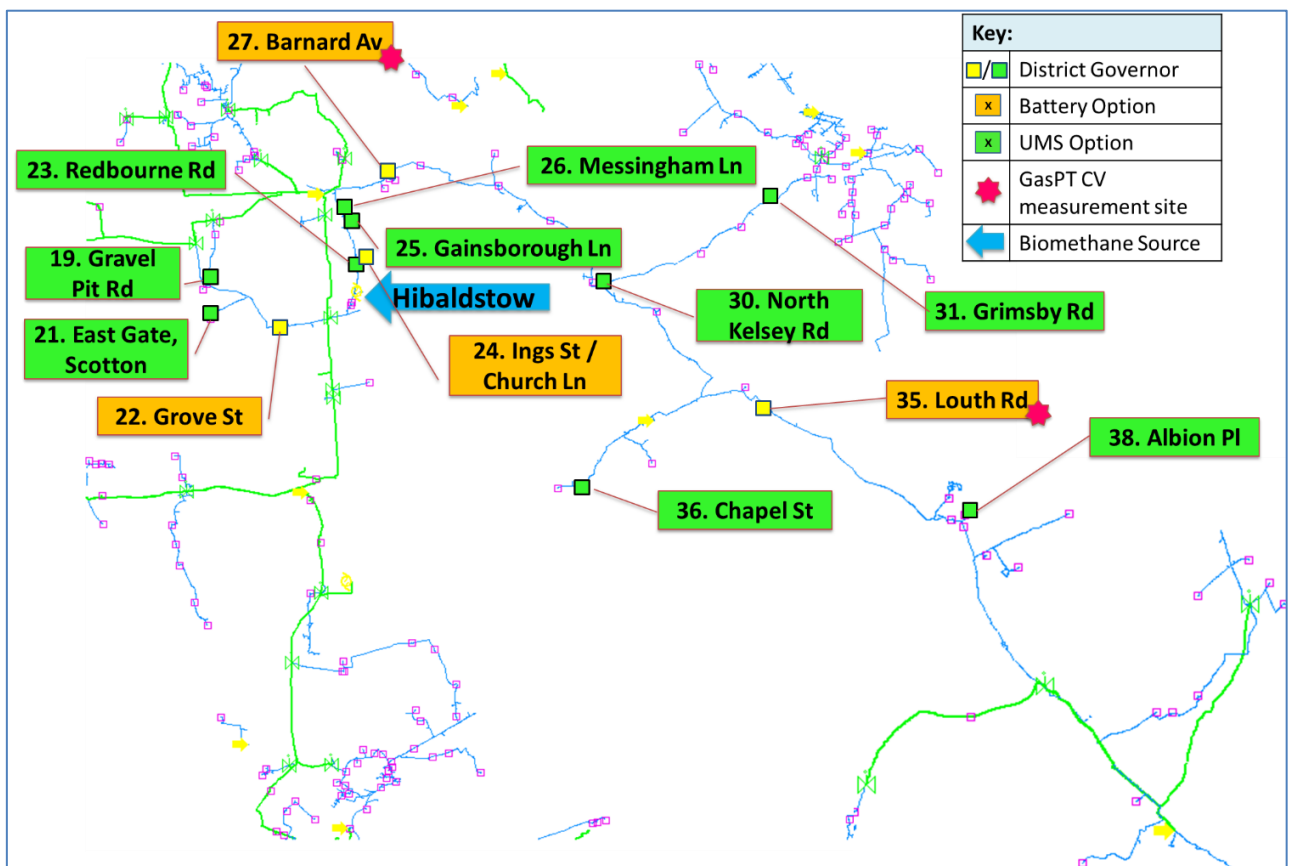 27. Barnard Av
Key:
District Governor
x
Battery Option
x
UMS Option
GasPT CV
measurement site
Biomethane Source
23. Redbourne Rd
26. Messingham Ln
19. Gravel
Pit Rd
25. Gainsborough Ln
Hibaldstow
21. East Gate,
Scotton
30. North
Kelsey Rd
31. Grimsby Rd
24. Ings St /
Church Ln
22. Grove St
35. Louth Rd
38. Albion Pl
36. Chapel St